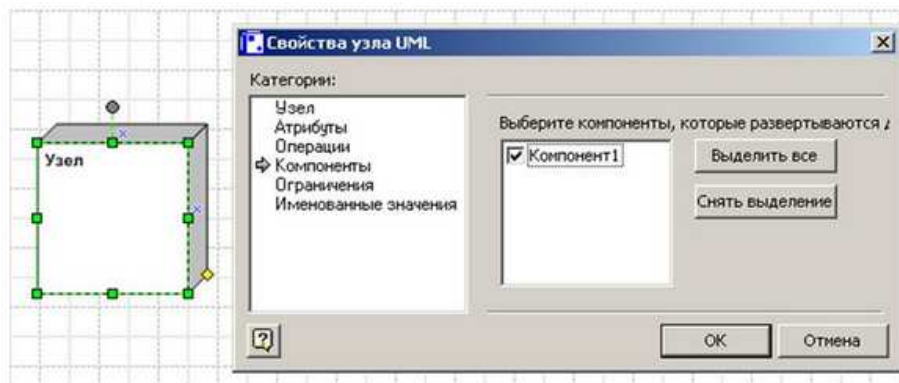 Свойства узла UML
Категории:
Узел
Узел
Атрибуты
Операции
Компоненты
Ограничения
Именованные значения
Выберите компоненты, которые развертываются
Компонент1
Выделить все
Снять выделение
OK
Отмена